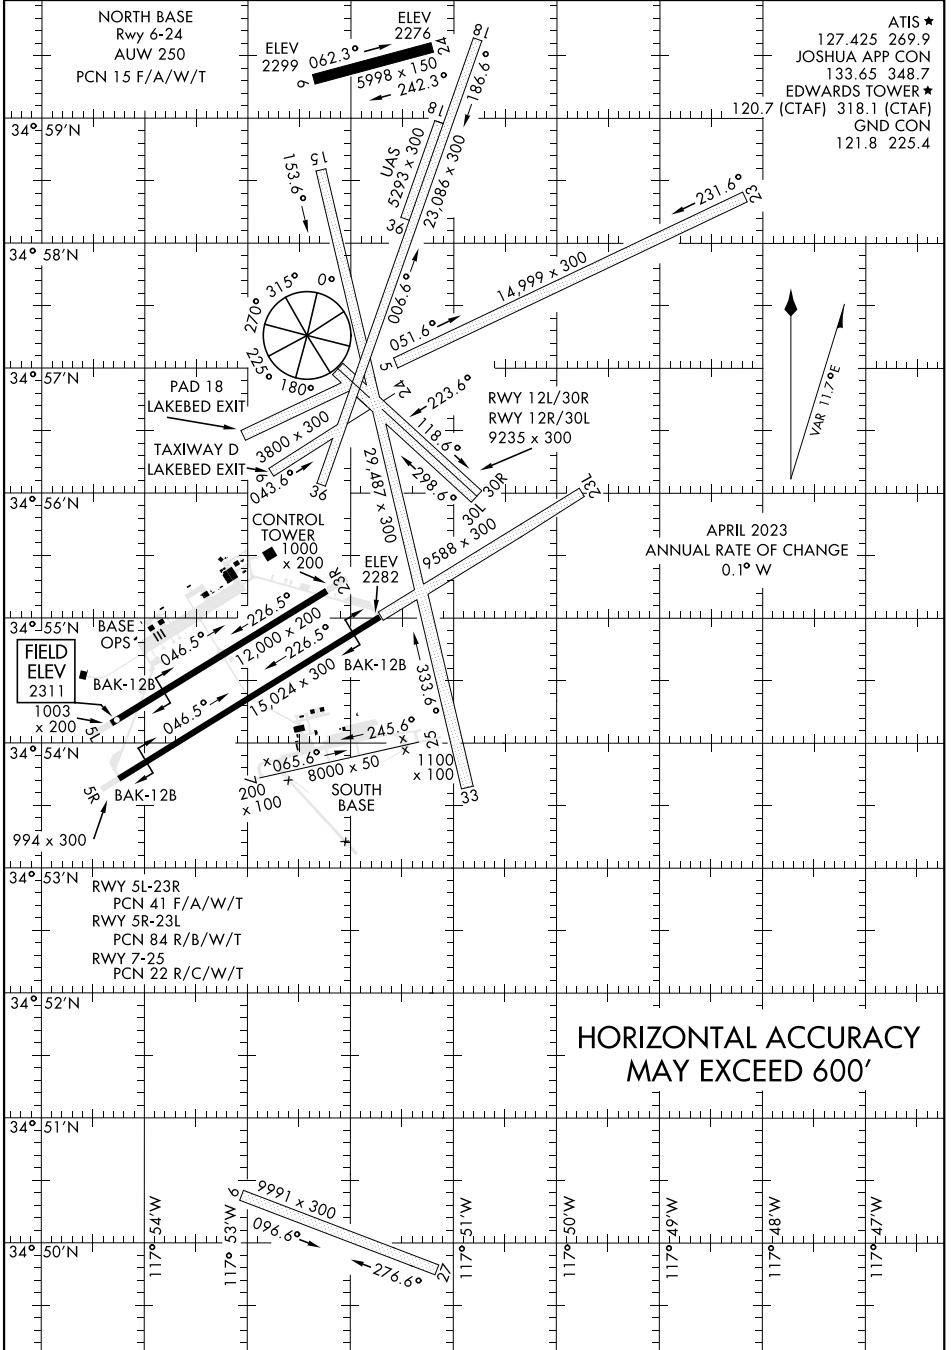 NORTH BASE
Rwy 6-24
AUW 250
PCN 15 F/A/W/T
ELEV
2299
062.3°
ELEV
2276
6
24
5998 x 150
242.3°
ATIS ★
127.425 269.9
JOSHUA APP CON
133.65 348.7
EDWARDS TOWER ★
120.7 (CTAF) 318.1 (CTAF)
GND CON
121.8 225.4
18
186.6°
18
UAS
5293 x 300
36
23,086 x 300
006.6°
34° 59'N
15
153.6°
231.6°
23
34° 58'N
14,999 x 300
051.6°
5
0°
315°
270°
225°
180°
34° 57'N
PAD 18
LAKEBED EXIT
TAXIWAY D
LAKEBED EXIT
3800 x 300
24
223.6°
6
043.6°
36
118.6°
298.6°
30R
30L
RWY 12L/30R
RWY 12R/30L
9235 x 300
VAR 11.7°E
29,487 x 300
34° 56'N
23L
9588 x 300
APRIL 2023
ANNUAL RATE OF CHANGE
0.1° W
CONTROL
TOWER
1000
x 200
23R
ELEV
2282
34° 55'N
BASE
OPS
226.5°
046.5°
12,000 x 200
226.5°
FIELD
ELEV
2311
BAK-12B
BAK-12B
15,024 x 300
046.5°
1003
x 200
5L
333.6°
34° 54'N
245.6°
25
065.6°
8000 x 50
7
200
x 100
1100
x 100
SOUTH
BASE
33
5R
BAK-12B
994 x 300
34° 53'N
RWY 5L-23R
PCN 41 F/A/W/T
RWY 5R-23L
PCN 84 R/B/W/T
RWY 7-25
PCN 22 R/C/W/T
34° 52'N
HORIZONTAL ACCURACY
MAY EXCEED 600'
34° 51'N
9
9991 x 300
096.6°
276.6°
27
34° 50'N
117° 54'W
117° 53'W
117° 51'W
117° 50'W
117° 49'W
117° 48'W
117° 47'W